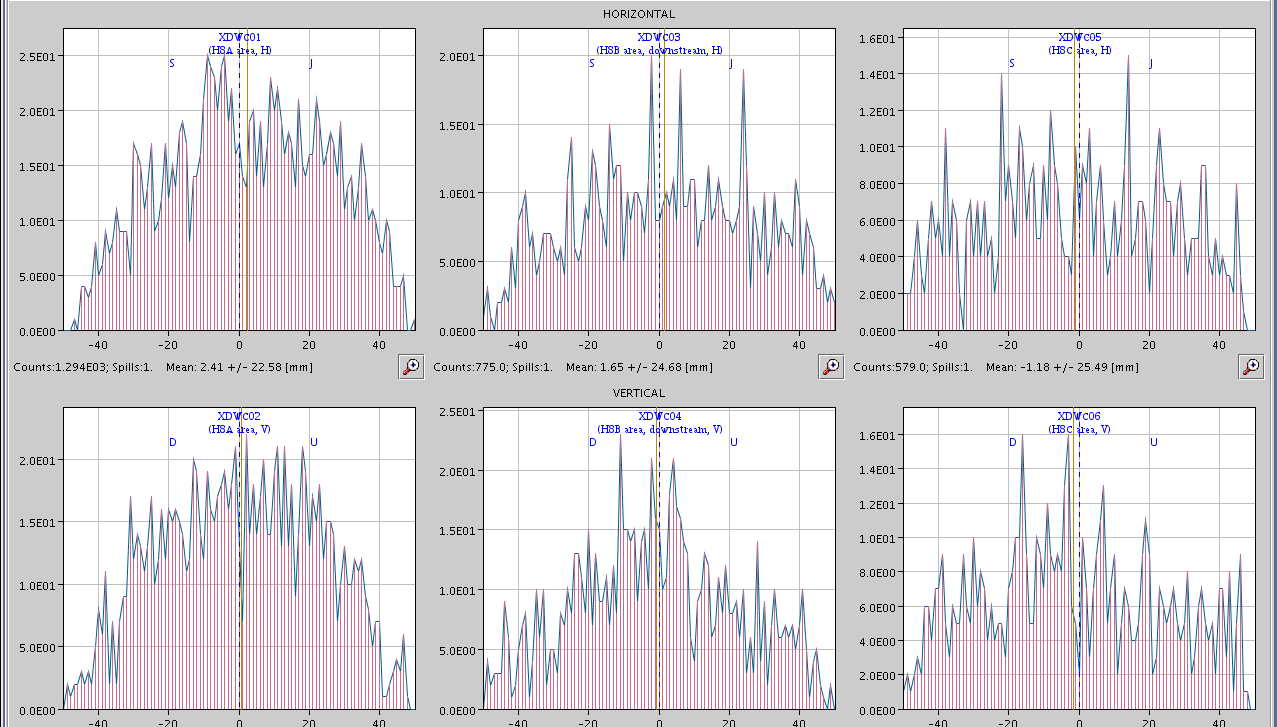 HORIZONTAL
XDWC01
(H8A area, H)
S J
2.5E01
2.0E01
1.5E01
1.0E01
5.0E00
0.0E00
-40 -20 0 20 40
Counts:1.294E03; Spills:1. Mean: 2.41 +/- 22.58 [mm]
XDWC03
(H8B area, downstream, H)
S J
2.0E01
1.5E01
1.0E01
5.0E00
0.0E00
-40 -20 0 20 40
Counts:775.0; Spills:1. Mean: 1.65 +/- 24.68 [mm]
XDWC05
(H8C area, H)
S J
1.6E01
1.4E01
1.2E01
1.0E01
8.0E00
6.0E00
4.0E00
2.0E00
0.0E00
-40 -20 0 20 40
Counts:579.0; Spills:1. Mean: -1.18 +/- 25.49 [mm]
VERTICAL
XDWC02
(H8A area, V)
D U
2.0E01
1.5E01
1.0E01
5.0E00
0.0E00
-40 -20 0 20 40
XDWC04
(H8B area, downstream, V)
D U
2.5E01
2.0E01
1.5E01
1.0E01
5.0E00
0.0E00
-40 -20 0 20 40
XDWC06
(H8C area, V)
D U
1.6E01
1.4E01
1.2E01
1.0E01
8.0E00
6.0E00
4.0E00
2.0E00
0.0E00
-40 -20 0 20 40